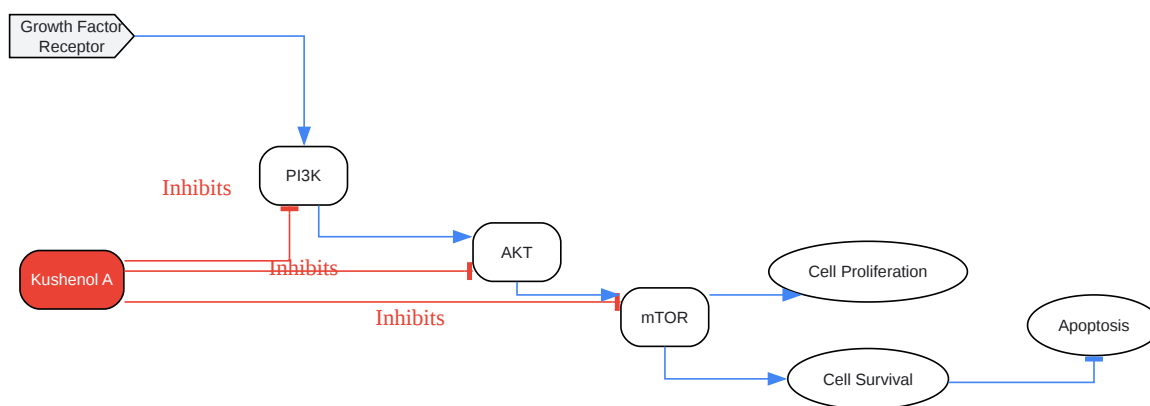 Growth Factor
Receptor
PI3K
Inhibits
AKT
Inhibits
Kushenol A
Cell Proliferation
mTOR
Inhibits
Apoptosis
Cell Survival